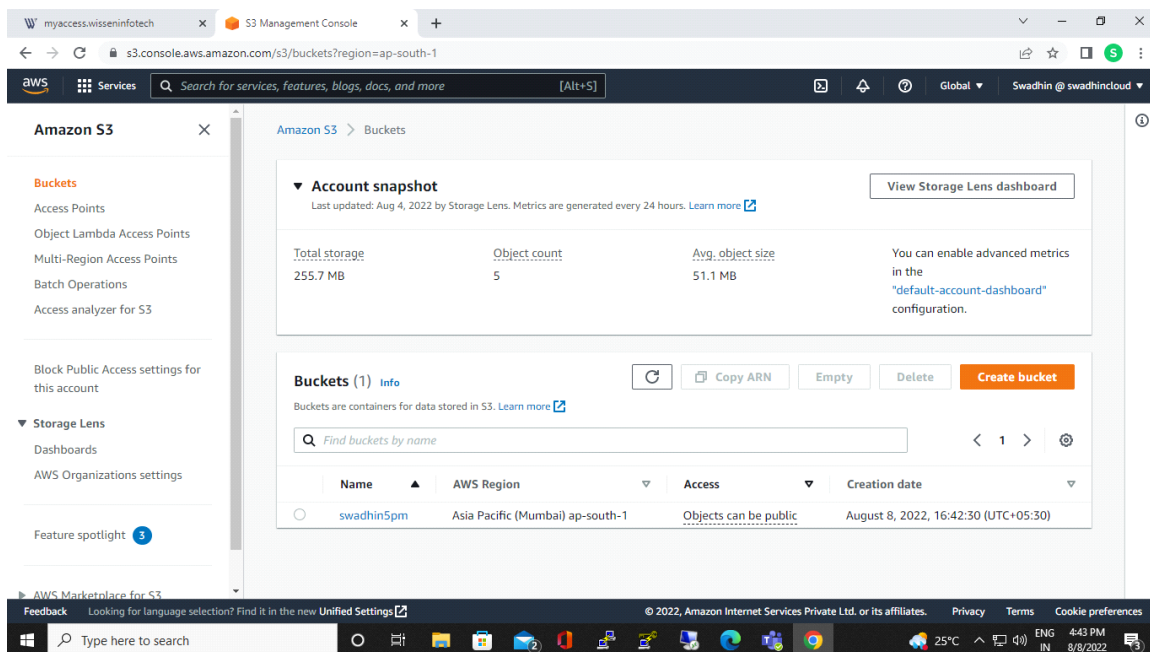 myaccess.wisseninfotech
S3 Management Console
s3.console.aws.amazon.com/s3/buckets?region=ap-south-1
S
aws
Services
Search for services, features, blogs, docs, and more
[Alt+S]
Global
Swadhin @ swadhincloud
Amazon S3
Buckets
Access Points
Object Lambda Access Points
Multi-Region Access Points
Batch Operations
Access analyzer for S3
Block Public Access settings for
this account
Storage Lens
Dashboards
AWS Organizations settings
Feature spotlight 3
AWS Marketplace for S3
Amazon S3 > Buckets
Account snapshot
Last updated: Aug 4, 2022 by Storage Lens. Metrics are generated every 24 hours. Learn more
View Storage Lens dashboard
Total storage
255.7 MB
Object count
5
Avg. object size
51.1 MB
You can enable advanced metrics
in the
"default-account-dashboard"
configuration.
Buckets (1) Info
Copy ARN
Empty
Delete
Create bucket
Buckets are containers for data stored in S3. Learn more
Find buckets by name
1
Name AWS Region Access Creation date
swadhin5pm Asia Pacific (Mumbai) ap-south-1 Objects can be public August 8, 2022, 16:42:30 (UTC+05:30)
Feedback Looking for language selection? Find it in the new Unified Settings © 2022, Amazon Internet Services Private Ltd. or its affiliates. Privacy Terms Cookie preferences
Type here to search
2
25°C
ENG
IN
4:43 PM
8/8/2022
3